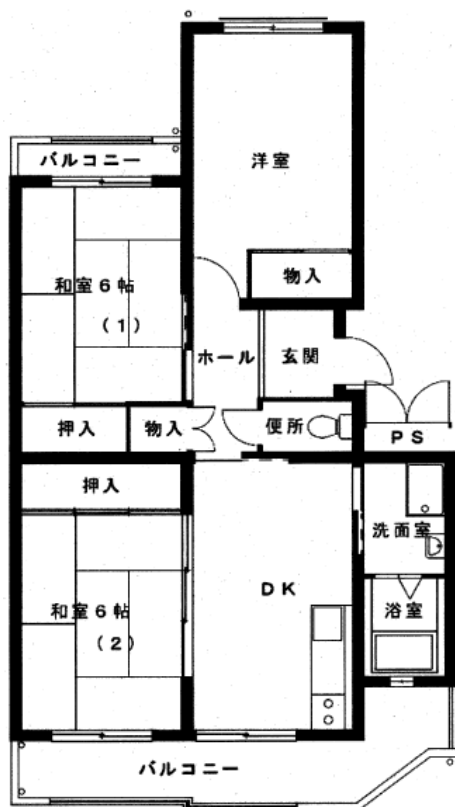 バルコニー
洋室
物入
和室6帖
(1)
ホール
玄関
押入
物入
便所
PS
押入
洗面室
DK
和室6帖
(2)
浴室
バルコニー